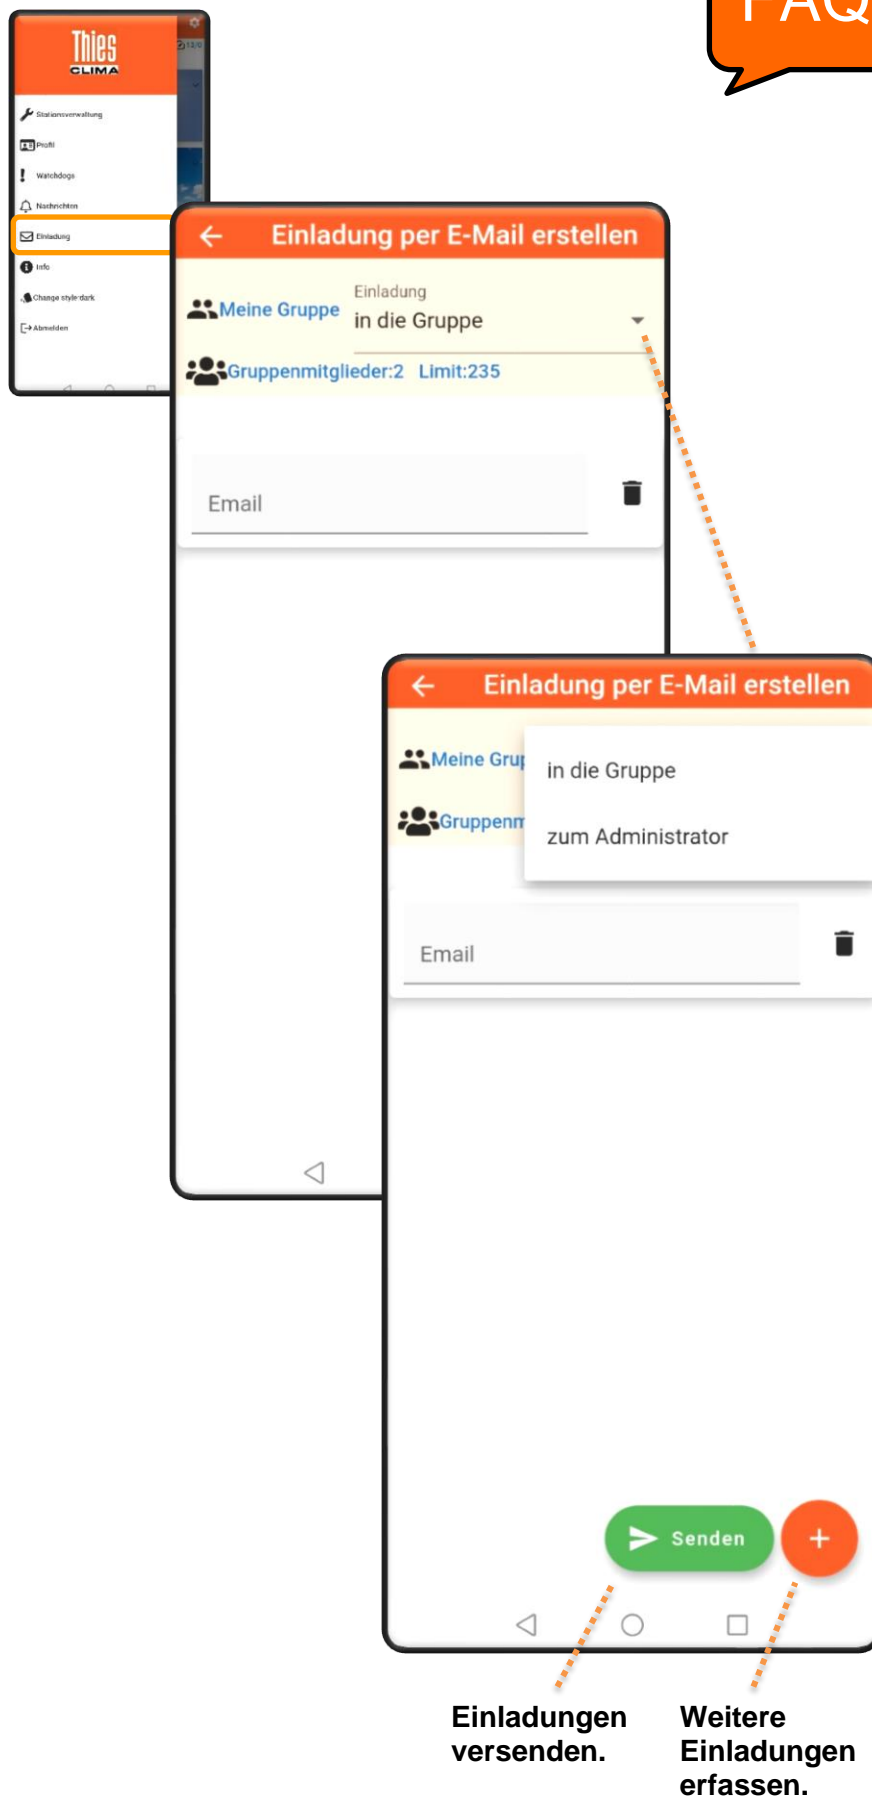 FAQ
Thies
CLIMA
13/0
Stationsverwaltung
Profil
Watchdogs
Nachrichten
Einladung
Info
Change style:dark
Abmelden
Einladung per E-Mail erstellen
Einladung
Meine Gruppe
in die Gruppe
Gruppenmitglieder:2 Limit:235
Email
Einladung per E-Mail erstellen
Meine Grup
in die Gruppe
Gruppenm
zum Administrator
Email
Senden
Einladungen
versenden.
Weitere
Einladungen
erfassen.